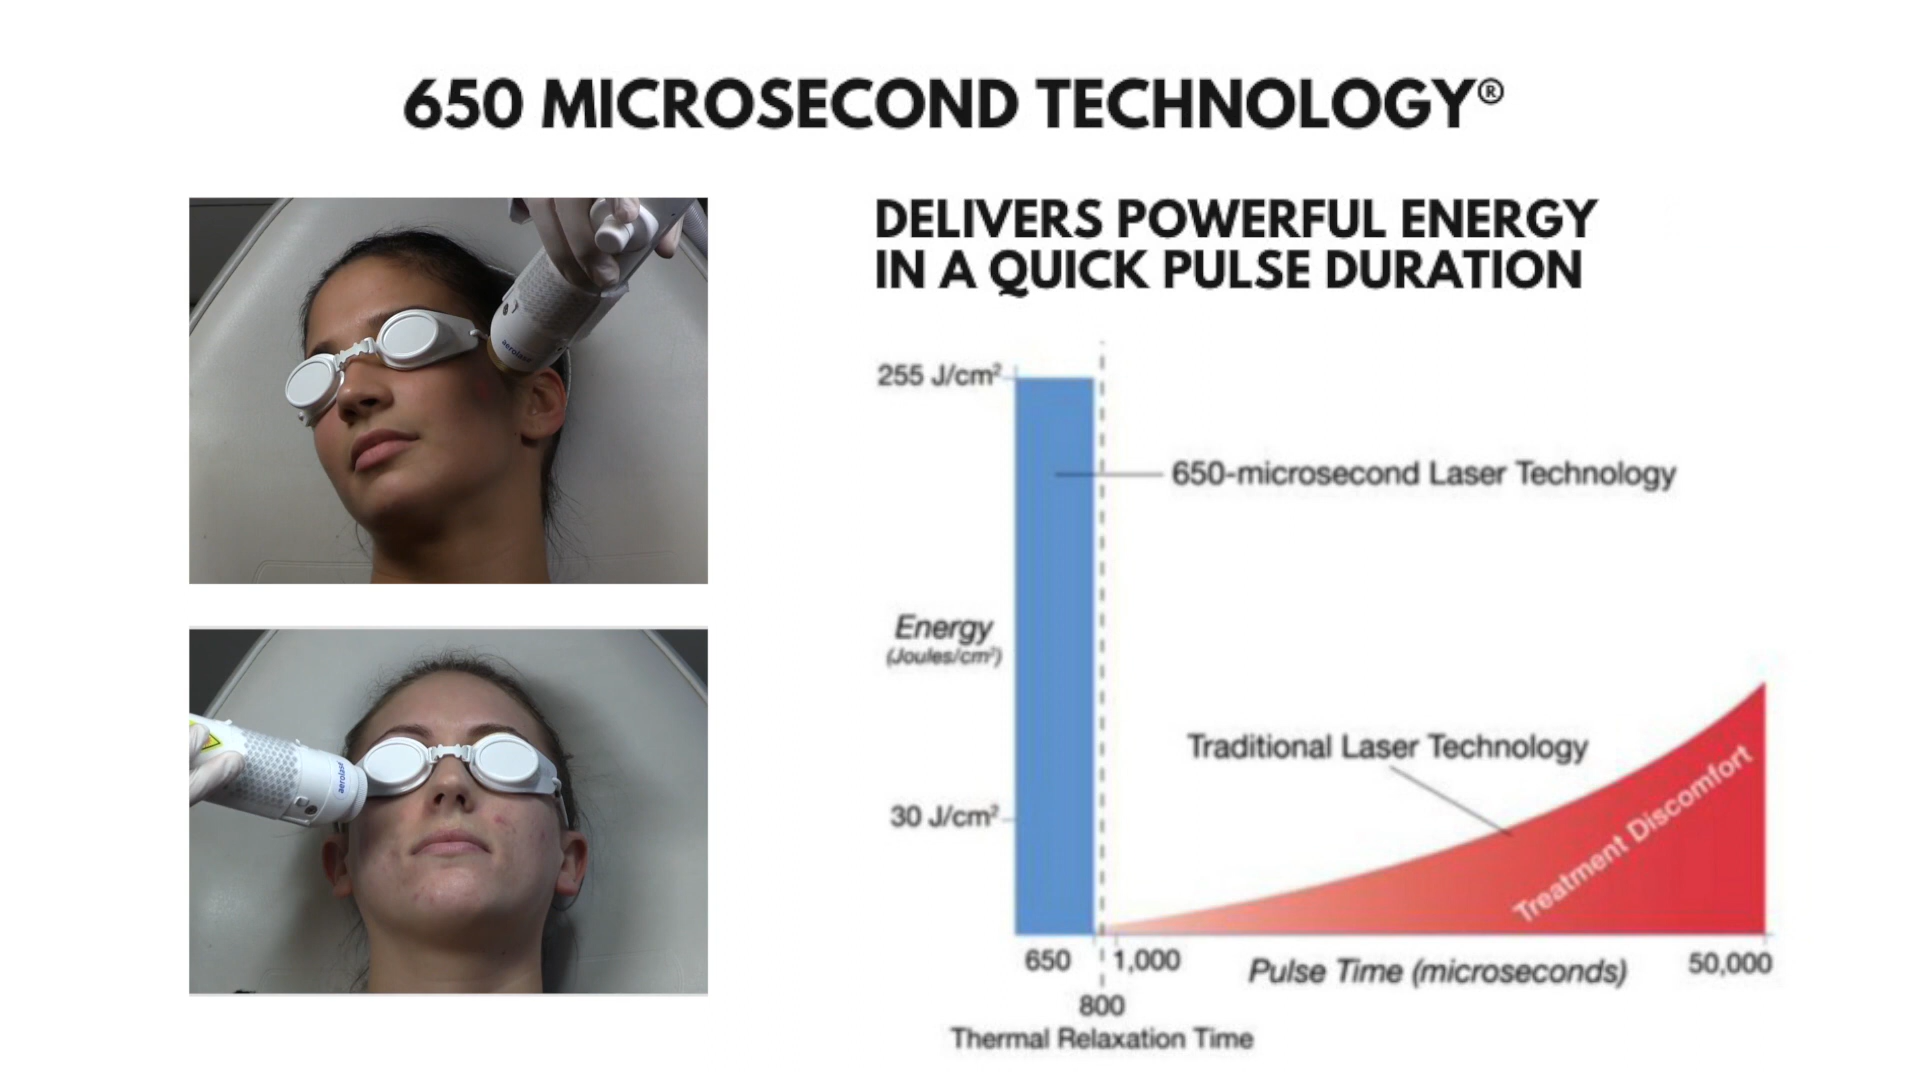 650 MICROSECOND TECHNOLOGY®
DELIVERS POWERFUL ENERGY
IN A QUICK PULSE DURATION
255 J/cm²
650-microsecond Laser Technology
Energy
(Joules/cm²)
Traditional Laser Technology
30 J/cm²
Treatment Discomfort
650
1,000
Pulse Time (microseconds)
50,000
800
Thermal Relaxation Time
aerolase
aerolase